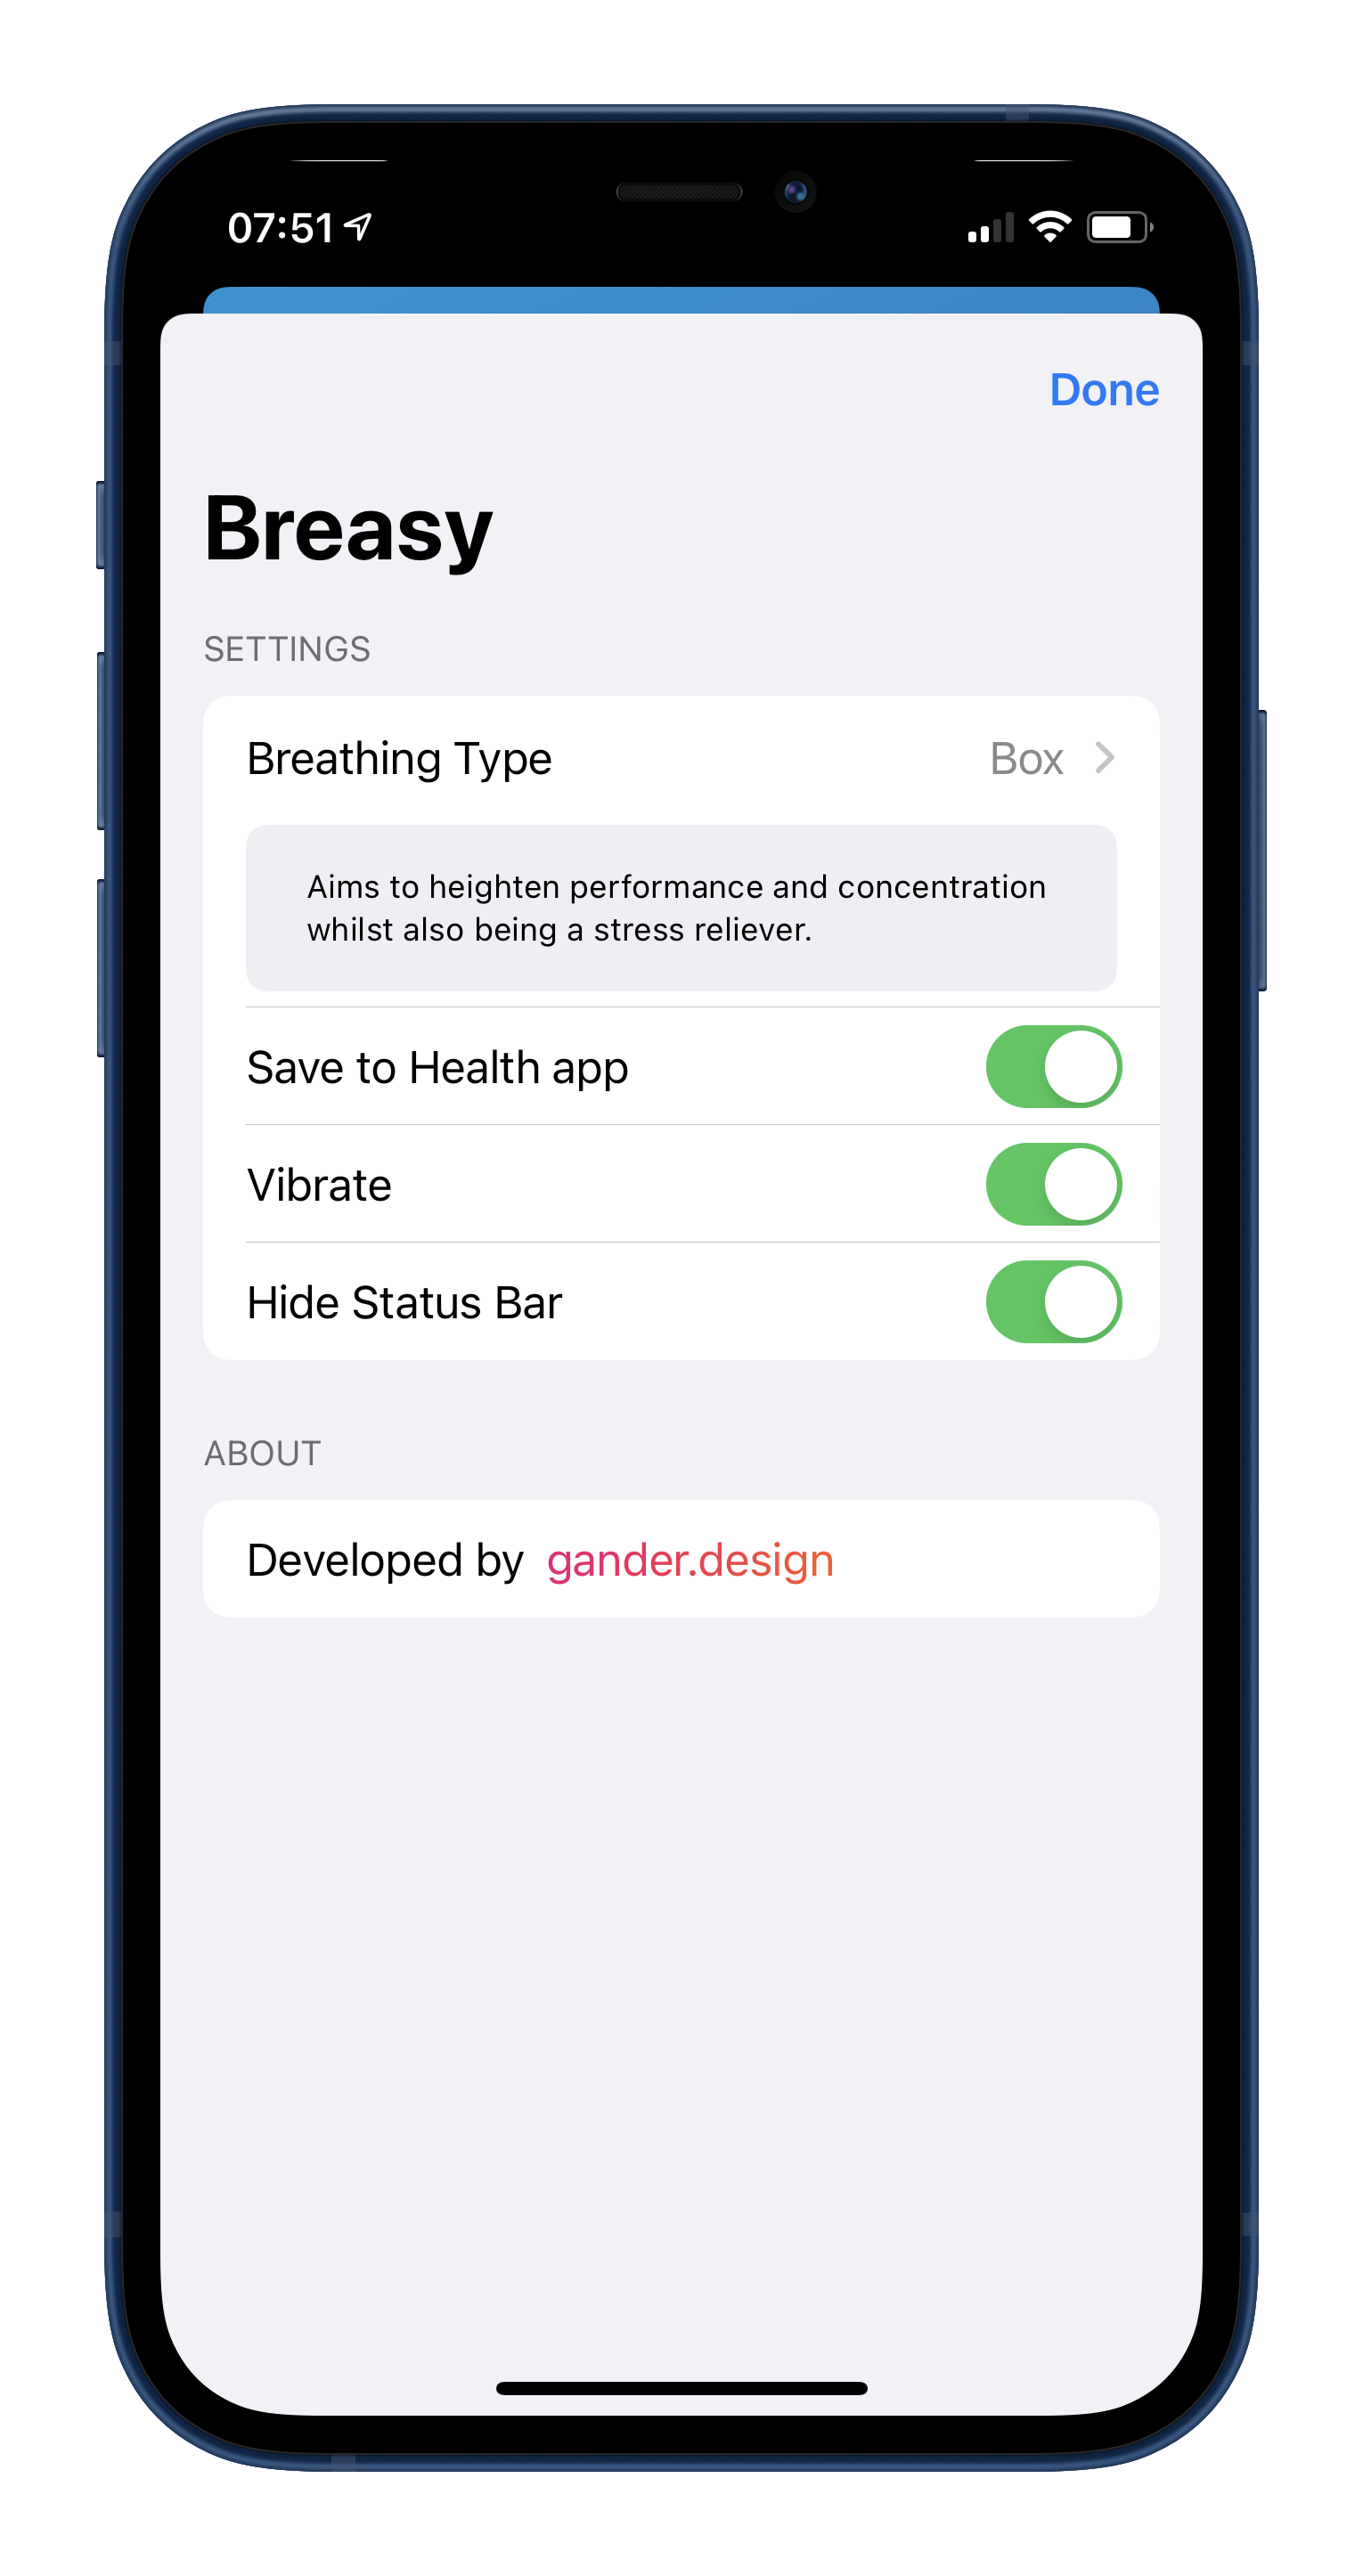 07:51
Done
Breasy
SETTINGS
Breathing Type Box
Aims to heighten performance and concentration
whilst also being a stress reliever.
Save to Health app
Vibrate
Hide Status Bar
ABOUT
Developed by gander.design